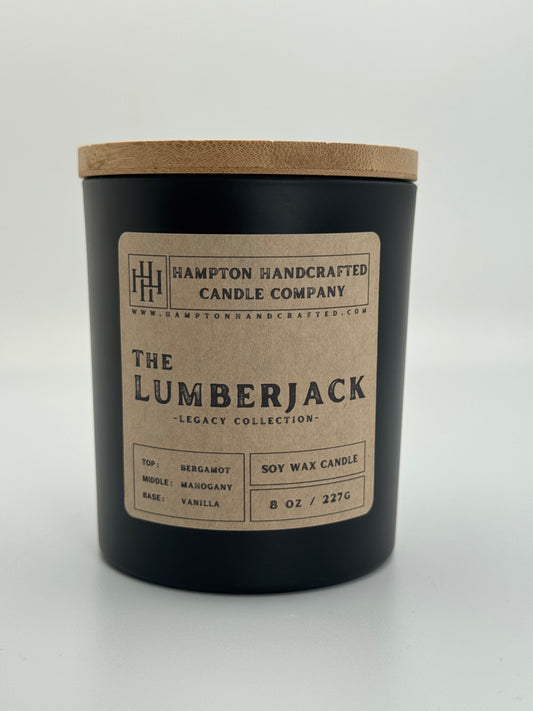 HH
HAMPTON HANDCRAFTED
CANDLE COMPANY
WWW.HAMPTONHANDCRAFTED.COM
THE
LUMBERJACK
-LEGACY COLLECTION-
TOP: BERGAMOT
MIDDLE: MAHOGANY
BASE: VANILLA
SOY WAX CANDLE
8 OZ / 227G